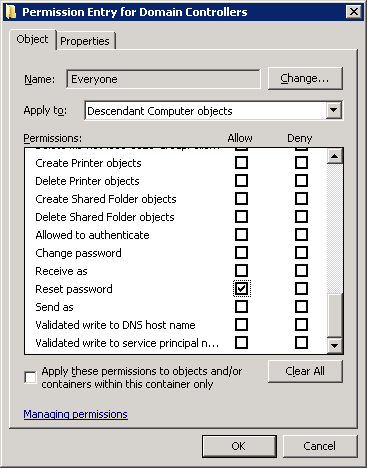 Permission Entry for Domain Controllers
Object
Properties
Name:
Everyone
Change...
Apply to:
Descendant Computer objects
Permissions:
Allow
Deny
Create Printer objects
Delete Printer objects
Create Shared Folder objects
Delete Shared Folder objects
Allowed to authenticate
Change password
Receive as
Reset password
Send as
Validated write to DNS host name
Validated write to service principal n...
Apply these permissions to objects and/or
containers within this container only
Clear All
Managing permissions
OK
Cancel